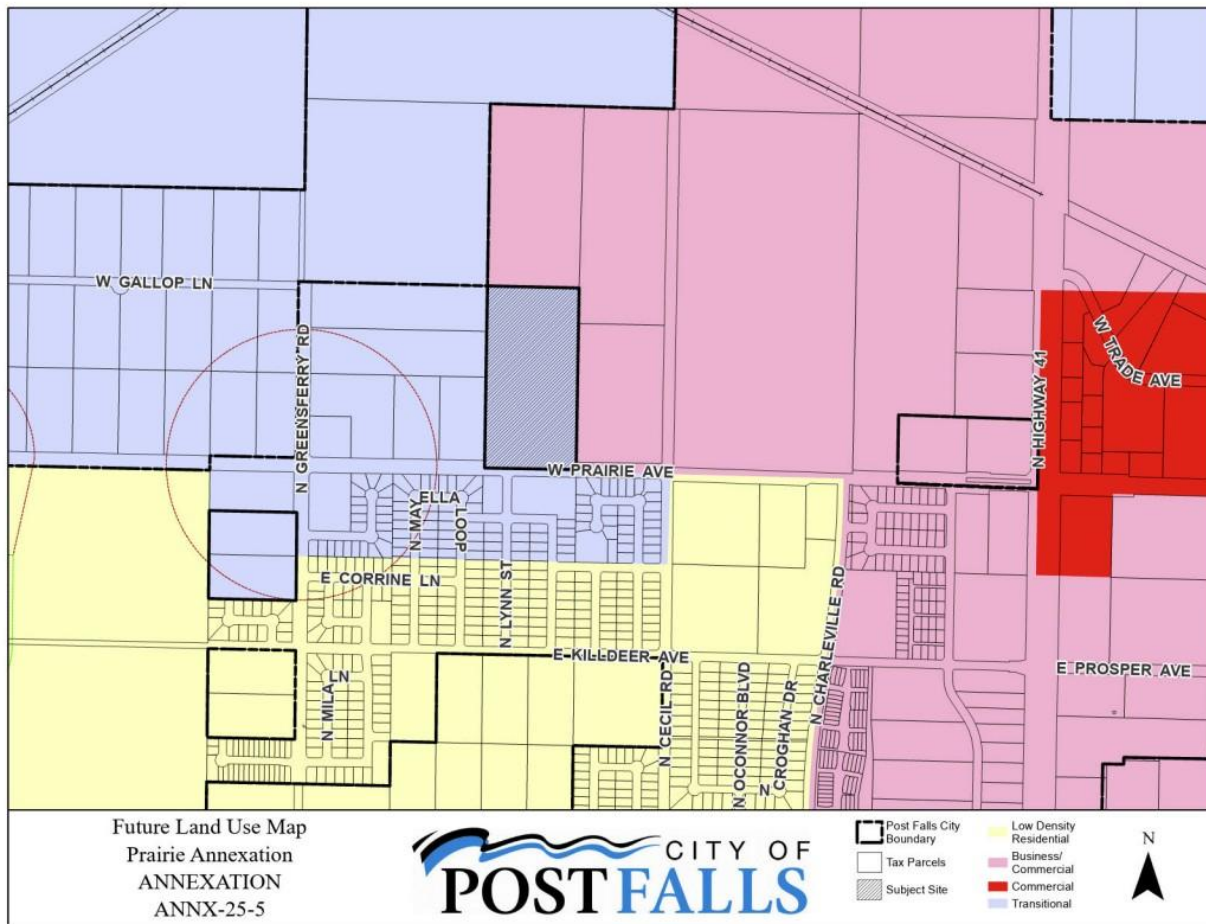 W GALLOP LN
N GREENSFERRY RD
N HIGHWAY 41
W TRADE AVE
W PRAIRIE AVE
N MAY
ELLA
LOOP
N LYNN ST
E CORRINE LN
N CHARLEVILLE RD
E KILLDEER AVE
E PROSPER AVE
N MILA
LN
N CECIL RD
N OCONNOR BLVD
N
CROGHAN DR
Future Land Use Map
Prairie Annexation
ANNEXATION
ANNX-25-5
CITY OF
POST FALLS
Post Falls City
Boundary
Tax Parcels
Subject Site
Low Density
Residential
Business/
Commercial
Commercial
Transitional
N